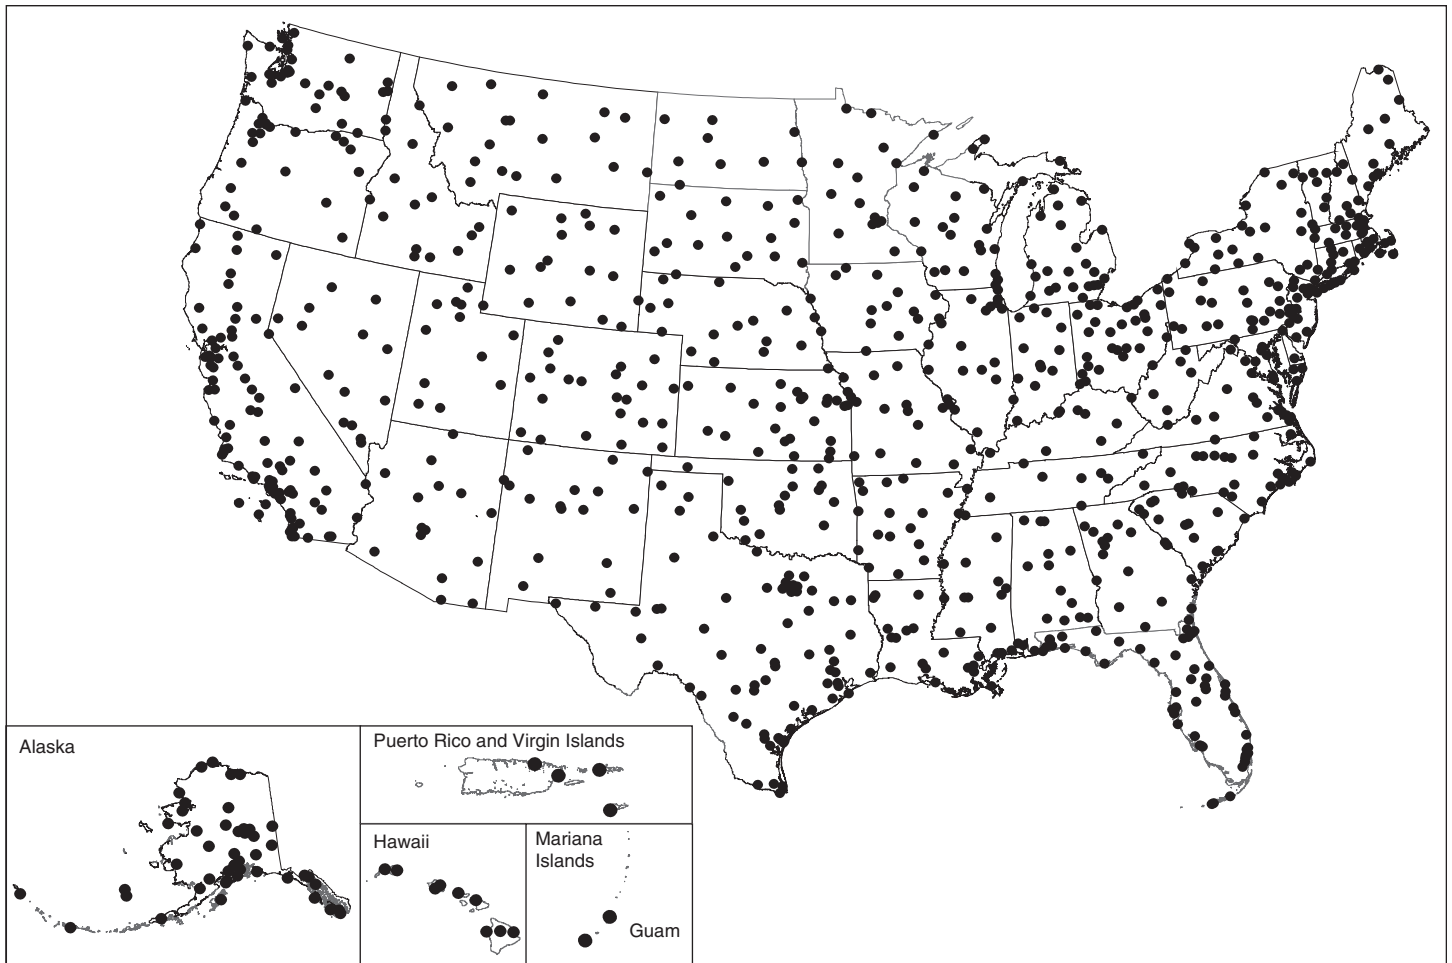 Alaska
Puerto Rico and Virgin Islands
Hawaii
Mariana
Islands
Guam